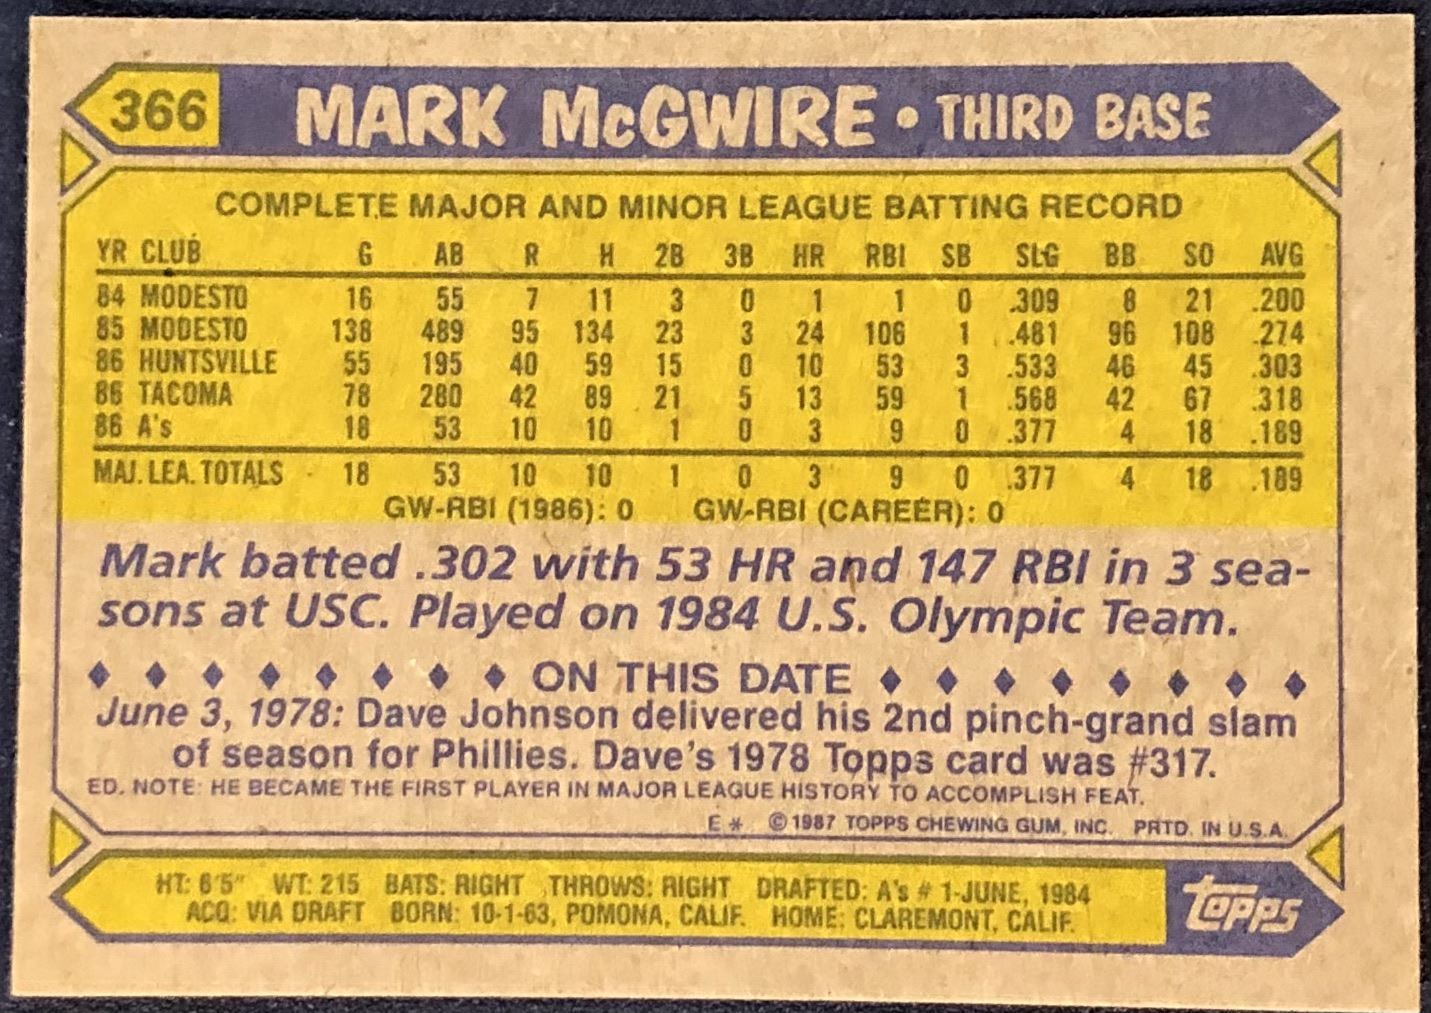 366 MARK McGWIRE • THIRD BASE
COMPLETE MAJOR AND MINOR LEAGUE BATTING RECORD
YR CLUB G AB R H 2B 3B HR RBI SB SLG BB SO AVG
84 MODESTO 16 55 7 11 3 0 1 1 0 .309 8 21 .200
85 MODESTO 138 489 95 134 23 3 24 106 1 .481 96 108 .274
86 HUNTSVILLE 55 195 40 59 15 0 10 53 3 .533 46 45 .303
86 TACOMA 78 280 42 89 21 5 13 59 1 .568 42 67 .318
86 A's 18 53 10 10 1 0 3 9 0 .377 4 18 .189
MAJ. LEA. TOTALS 18 53 10 10 1 0 3 9 0 .377 4 18 .189
GW-RBI (1986): 0 GW-RBI (CAREER): 0
Mark batted .302 with 53 HR and 147 RBI in 3 sea-
sons at USC. Played on 1984 U.S. Olympic Team.
ON THIS DATE
June 3, 1978: Dave Johnson delivered his 2nd pinch-grand slam
of season for Phillies. Dave's 1978 Topps card was #317.
ED. NOTE: HE BECAME THE FIRST PLAYER IN MAJOR LEAGUE HISTORY TO ACCOMPLISH FEAT.
E * © 1987 TOPPS CHEWING GUM, INC. PRTD. IN U.S.A.
HT: 6'5" WT: 215 BATS: RIGHT THROWS: RIGHT DRAFTED: A's # 1-JUNE, 1984
ACQ: VIA DRAFT BORN: 10-1-63, POMONA, CALIF. HOME: CLAREMONT, CALIF.
topps